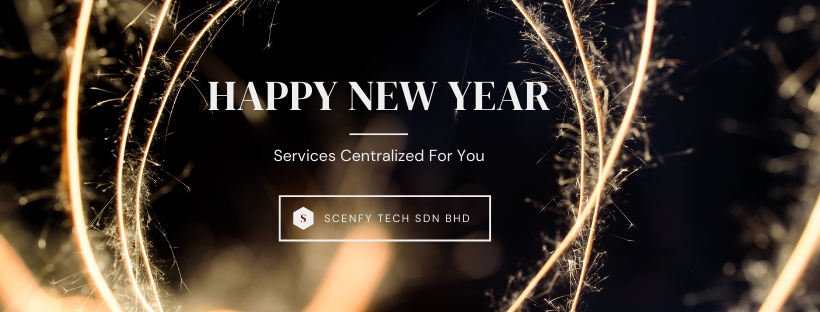 HAPPY NEW YEAR
Services Centralized For You
S SCENFY TECH SDN BHD